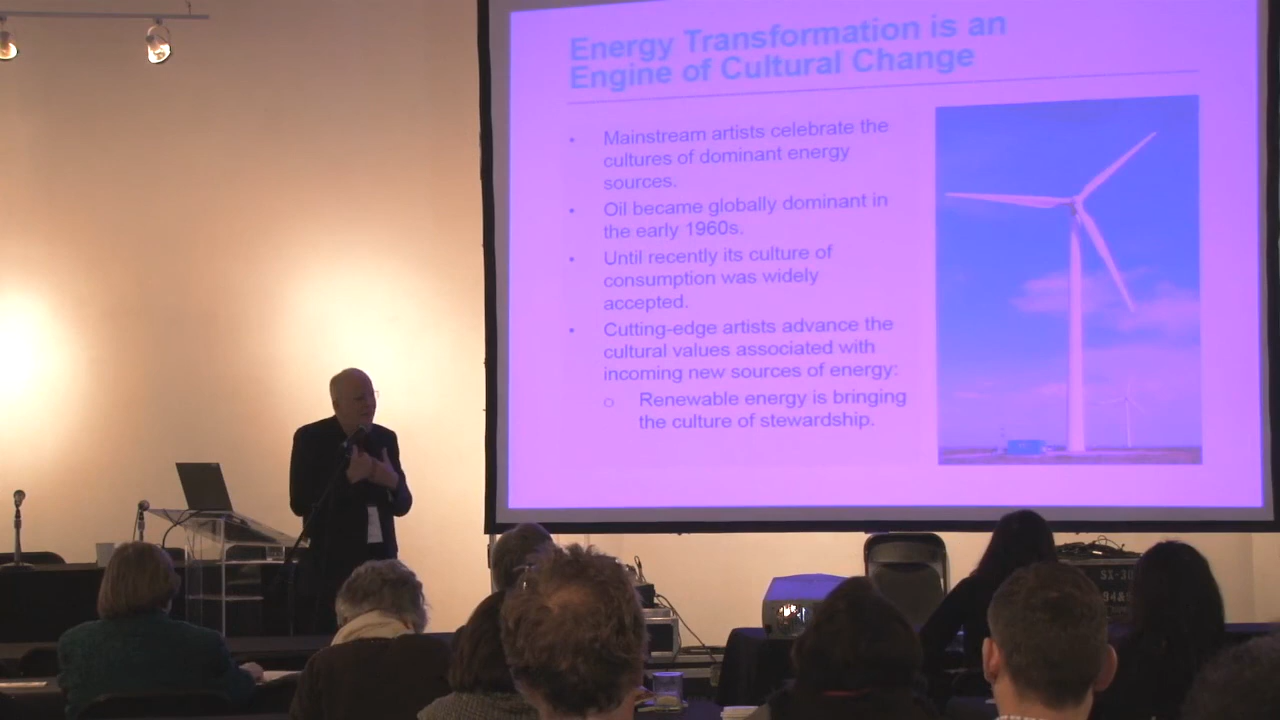 Energy Transformation is an
Engine of Cultural Change
• Mainstream artists celebrate the
cultures of dominant energy
sources.
• Oil became globally dominant in
the early 1960s.
• Until recently its culture of
consumption was widely
accepted.
• Cutting-edge artists advance the
cultural values associated with
incoming new sources of energy:
o Renewable energy is bringing
the culture of stewardship.